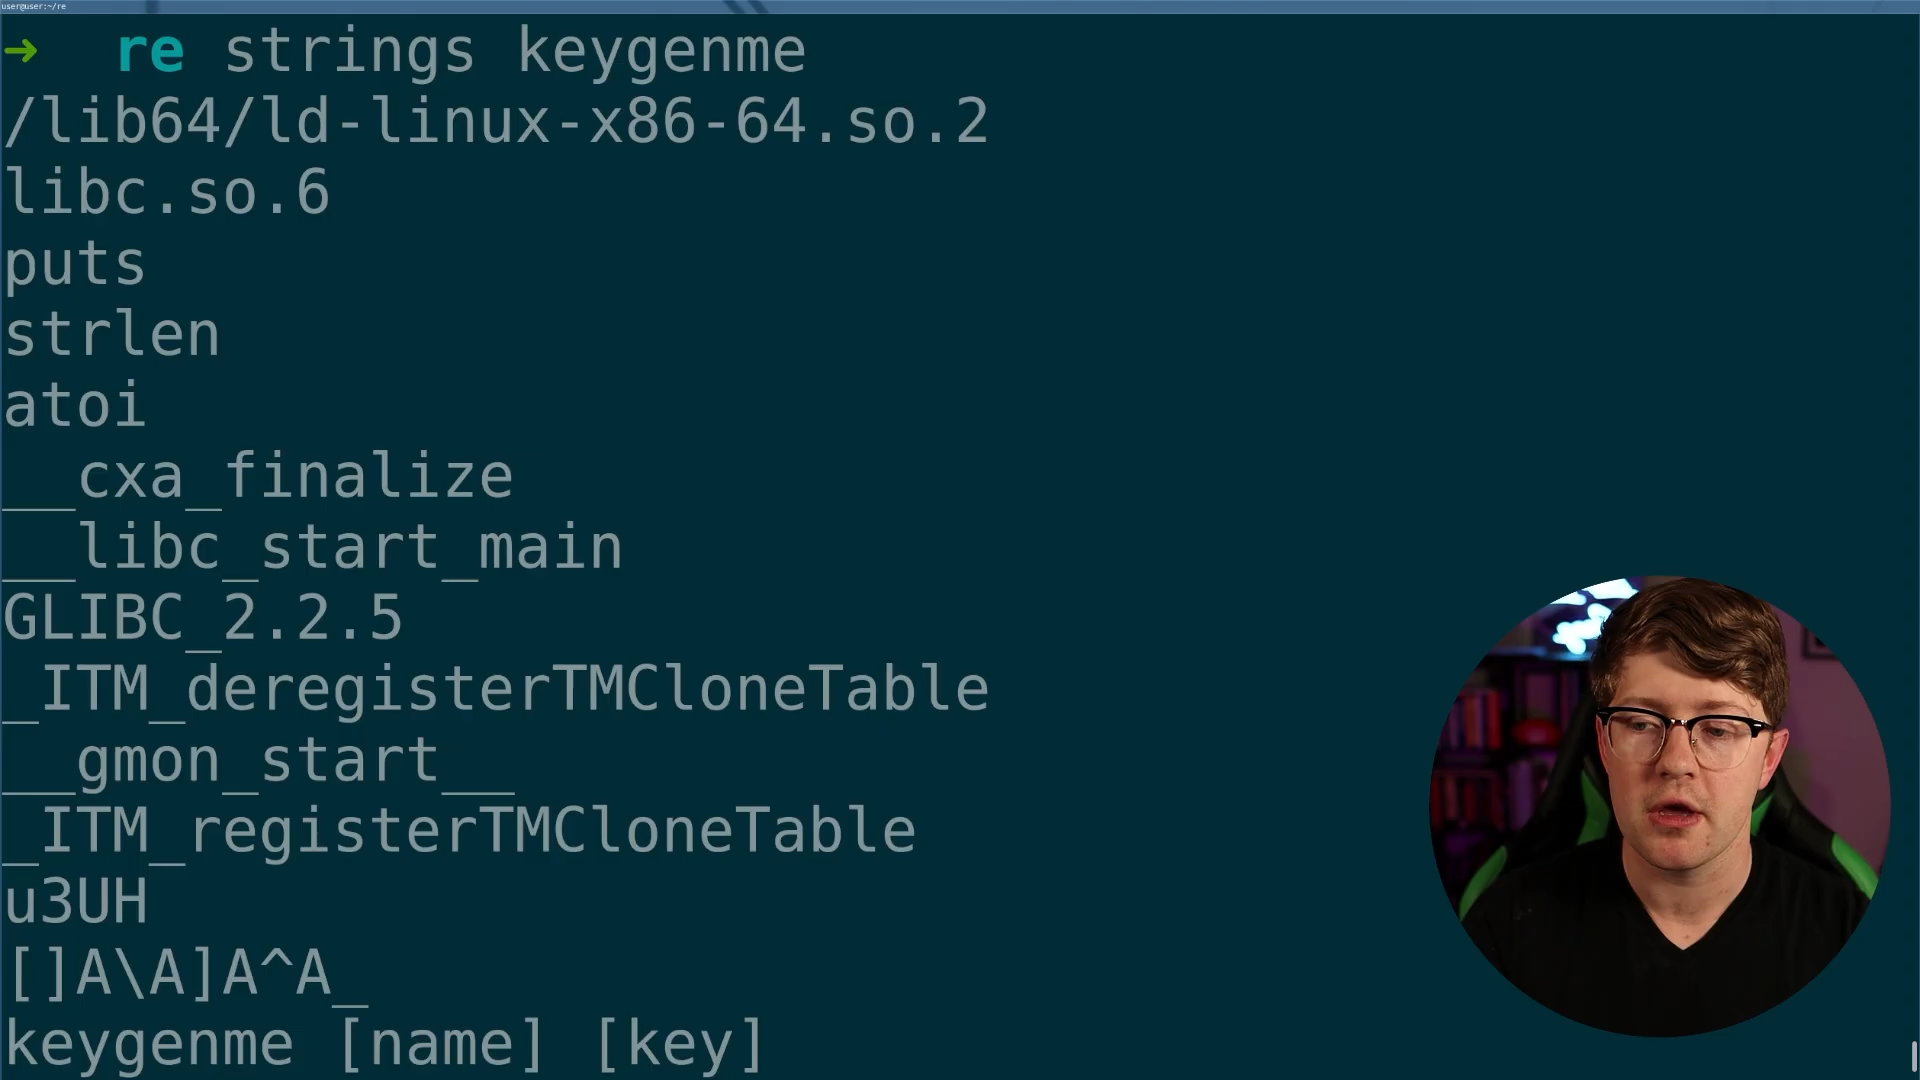 user@user:~/re
→ re strings keygenme
/lib64/ld-linux-x86-64.so.2
libc.so.6
puts
strlen
atoi
__cxa_finalize
__libc_start_main
GLIBC_2.2.5
_ITM_deregisterTMCloneTable
__gmon_start__
_ITM_registerTMCloneTable
u3UH
[]A\A]A^A_
keygenme [name] [key]